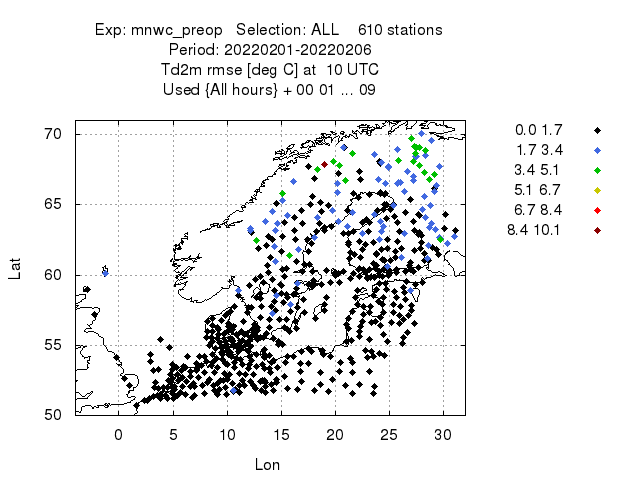 Exp: mnwc_preop   Selection: ALL    610 stations
Period: 20220201-20220206
Td2m rmse [deg C] at  10 UTC
Used {All hours} + 00 01 ... 09
70
65
60
55
50
0 5 10 15 20 25 30
Lon
Lat
0.0 1.7
1.7 3.4
3.4 5.1
5.1 6.7
6.7 8.4
8.4 10.1